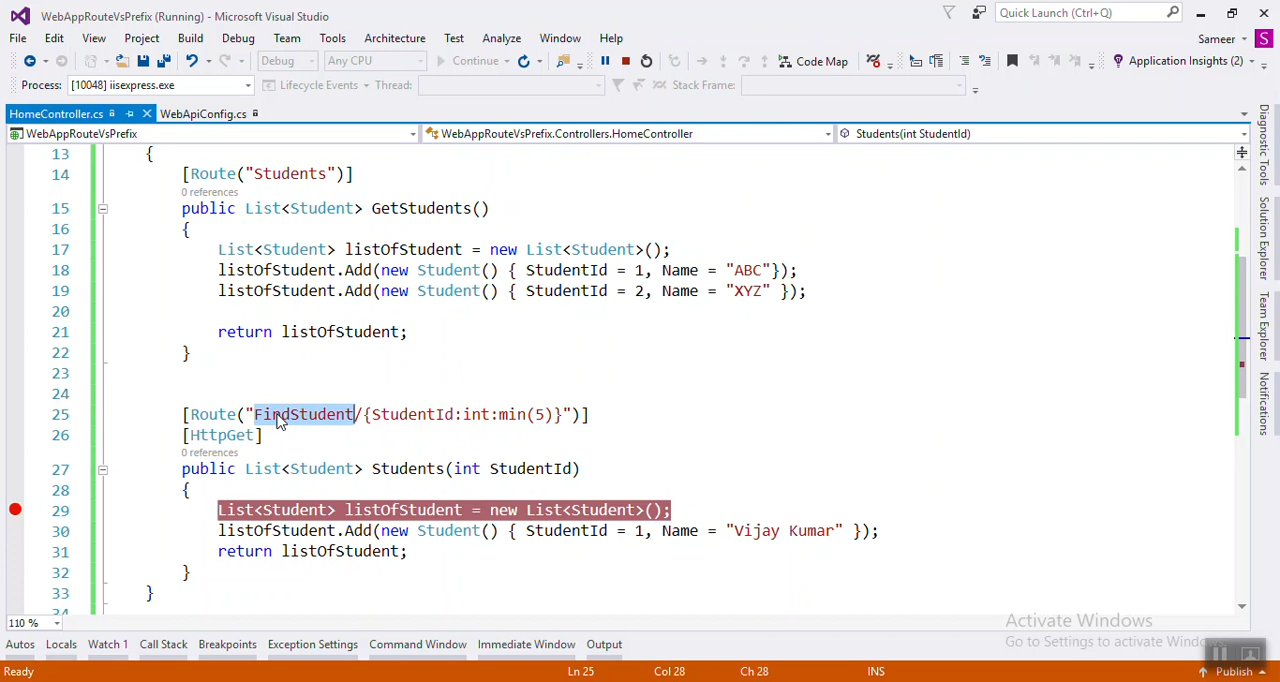 WebAppRouteVsPrefix (Running) - Microsoft Visual Studio
Quick Launch (Ctrl+Q)
File Edit View Project Build Debug Team Tools Architecture Test Analyze Window Help
Sameer S
Debug Any CPU Continue Code Map Application Insights (2)
Process: [10048] iisexpress.exe Lifecycle Events Thread: Stack Frame:
HomeController.cs WebApiConfig.cs
WebAppRouteVsPrefix WebAppRouteVsPrefix.Controllers.HomeController Students(int StudentId)
13 {
14 [Route("Students")]
0 references
15 public List<Student> GetStudents()
16 {
17 List<Student> listOfStudent = new List<Student>();
18 listOfStudent.Add(new Student() { StudentId = 1, Name = "ABC"});
19 listOfStudent.Add(new Student() { StudentId = 2, Name = "XYZ" });
20
21 return listOfStudent;
22 }
23
24
25 [Route("FindStudent/{StudentId:int:min(5)}")]
26 [HttpGet]
0 references
27 public List<Student> Students(int StudentId)
28 {
29 List<Student> listOfStudent = new List<Student>();
30 listOfStudent.Add(new Student() { StudentId = 1, Name = "Vijay Kumar" });
31 return listOfStudent;
32 }
33 }
34
Diagnostic Tools
Solution Explorer
Team Explorer
Notifications
110 %
Activate Windows
Go to Settings to activate Windows
Autos Locals Watch 1 Call Stack Breakpoints Exception Settings Command Window Immediate Window Output
Ready Ln 25 Col 28 Ch 28 INS Publish